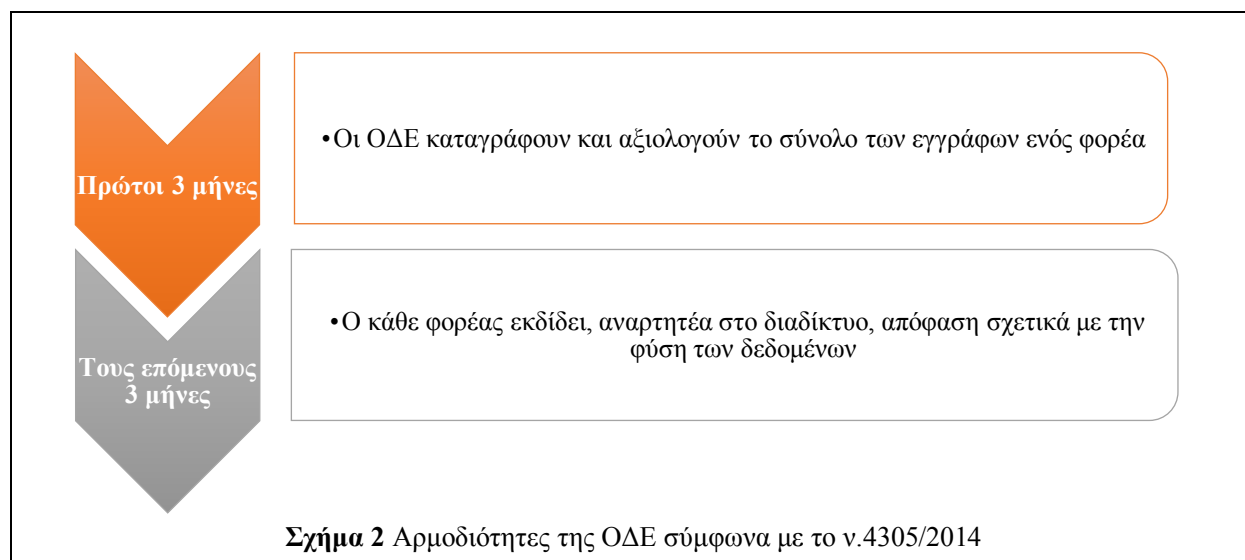 Πρώτοι 3 μήνες
•Οι ΟΔΕ καταγράφουν και αξιολογούν το σύνολο των εγγράφων ενός φορέα
Τους επόμενους
3 μήνες
•Ο κάθε φορέας εκδίδει, αναρτητέα στο διαδίκτυο, απόφαση σχετικά με την
φύση των δεδομένων
Σχήμα 2 Αρμοδιότητες της ΟΔΕ σύμφωνα με το ν.4305/2014